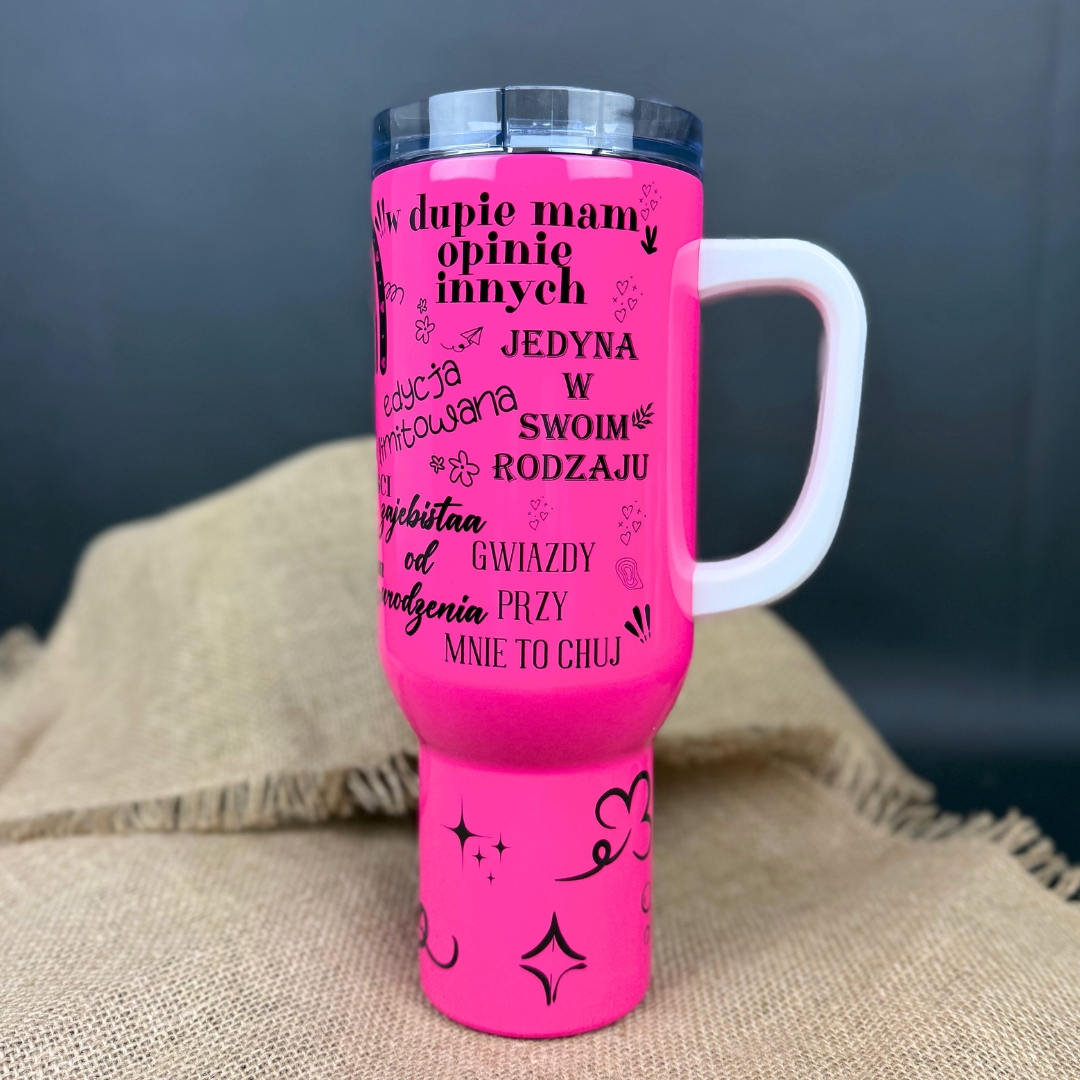 w dupie mam
opinie
innych
JEDYNA
W
SWOIM
RODZAJU
edycja
limitowana
zajebistaa
od
urodzenia
GWIAZDY
PRZY
MNIE TO CHUJ